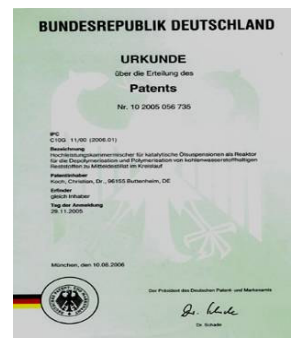 BUNDESREPUBLIK DEUTSCHLAND
URKUNDE
über die Erteilung des
Patents
Nr. 10 2005 056 735
IPC
C10G 11/00 (2006.01)
Bezeichnung
Hochleistungskammermischer für katalytische Ölsuspensionen als Reaktor
für die Depolymerisation und Polymerisation von kohlenwasserstoffhaltigen
Reststoffen zu Mitteldestillat im Kreislauf
Patentinhaber
Koch, Christian, Dr., 96155 Buttenheim, DE
Erfinder
gleich Inhaber
Tag der Anmeldung
28.11.2005
München, den 10.08.2006
Der Präsident des Deutschen Patent- und Markenamts
Dr. Schade
Dr. Schade